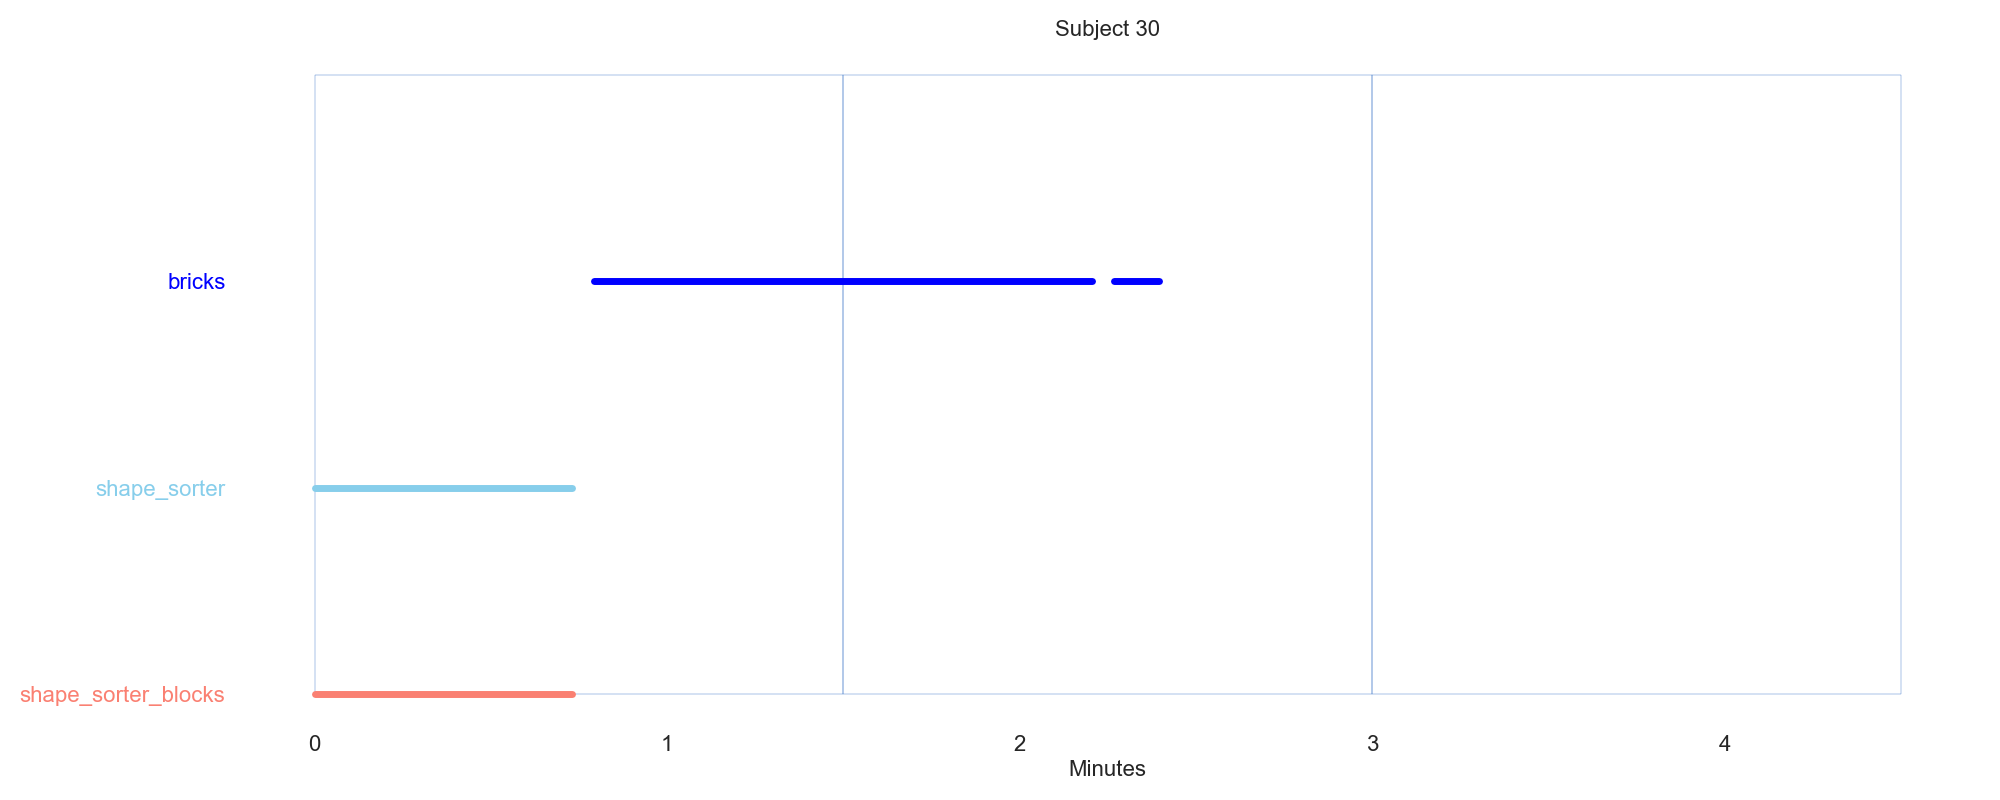 Subject 30
bricks
shape_sorter
shape_sorter_blocks
0 1 2 3 4
Minutes